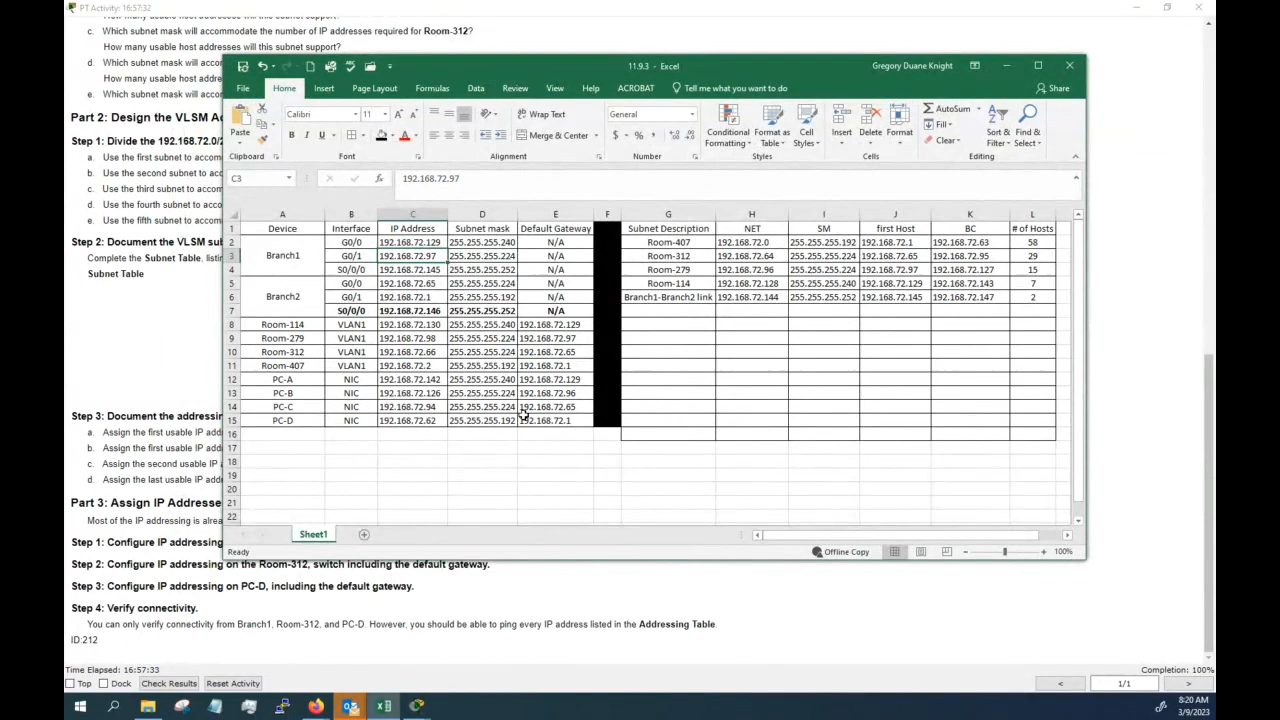 PT Activity: 16:57:32
How many usable host addresses will this subnet support?
c. Which subnet mask will accommodate the number of IP addresses required for Room-312?
How many usable host addresses will this subnet support?
d. Which subnet mask will acc
How many usable host addre
e. Which subnet mask will acc
Part 2: Design the VLSM Ac
Step 1: Divide the 192.168.72.0/2
a. Use the first subnet to accom
b. Use the second subnet to acc
c. Use the third subnet to accom
d. Use the fourth subnet to acco
e. Use the fifth subnet to accom
Step 2: Document the VLSM sub
Complete the Subnet Table, listin
Subnet Table
Step 3: Document the addressing
a. Assign the first usable IP ad
b. Assign the first usable IP add
c. Assign the second usable IP a
d. Assign the last usable IP add
Part 3: Assign IP Addresses
Most of the IP addressing is alrea
Step 1: Configure IP addressing
Step 2: Configure IP addressing on the Room-312, switch including the default gateway.
Step 3: Configure IP addressing on PC-D, including the default gateway.
Step 4: Verify connectivity.
You can only verify connectivity from Branch1, Room-312, and PC-D. However, you should be able to ping every IP address listed in the Addressing Table.
ID:212
Time Elapsed: 16:57:33 Completion: 100%
Top Dock Check Results Reset Activity < 1/1 >
11.9.3 - Excel Gregory Duane Knight
File Home Insert Page Layout Formulas Data Review View Help ACROBAT Tell me what you want to do Share
Paste Calibri 11 A A Wrap Text General AutoSum
B I U A Merge & Center $ % , Conditional Formatting Format as Table Cell Styles Insert Delete Format Fill Clear Sort & Filter Find & Select
Clipboard Font Alignment Number Styles Cells Editing
C3 fx 192.168.72.97
A B C D E F G H I J K L
1 Device Interface IP Address Subnet mask Default Gateway Subnet Description NET SM first Host BC # of Hosts
2 G0/0 192.168.72.129 255.255.255.240 N/A Room-407 192.168.72.0 255.255.255.192 192.168.72.1 192.168.72.63 58
3 Branch1 G0/1 192.168.72.97 255.255.255.224 N/A Room-312 192.168.72.64 255.255.255.224 192.168.72.65 192.168.72.95 29
4 S0/0/0 192.168.72.145 255.255.255.252 N/A Room-279 192.168.72.96 255.255.255.224 192.168.72.97 192.168.72.127 15
5 G0/0 192.168.72.65 255.255.255.224 N/A Room-114 192.168.72.128 255.255.255.240 192.168.72.129 192.168.72.143 7
6 Branch2 G0/1 192.168.72.1 255.255.255.192 N/A Branch1-Branch2 link 192.168.72.144 255.255.255.252 192.168.72.145 192.168.72.147 2
7 S0/0/0 192.168.72.146 255.255.255.252 N/A
8 Room-114 VLAN1 192.168.72.130 255.255.255.240 192.168.72.129
9 Room-279 VLAN1 192.168.72.98 255.255.255.224 192.168.72.97
10 Room-312 VLAN1 192.168.72.66 255.255.255.224 192.168.72.65
11 Room-407 VLAN1 192.168.72.2 255.255.255.192 192.168.72.1
12 PC-A NIC 192.168.72.142 255.255.255.240 192.168.72.129
13 PC-B NIC 192.168.72.126 255.255.255.224 192.168.72.96
14 PC-C NIC 192.168.72.94 255.255.255.224 192.168.72.65
15 PC-D NIC 192.168.72.62 255.255.255.192 192.168.72.1
16
17
18
19
20
21
22
Sheet1
Ready Offline Copy 100%
8:20 AM
3/9/2023